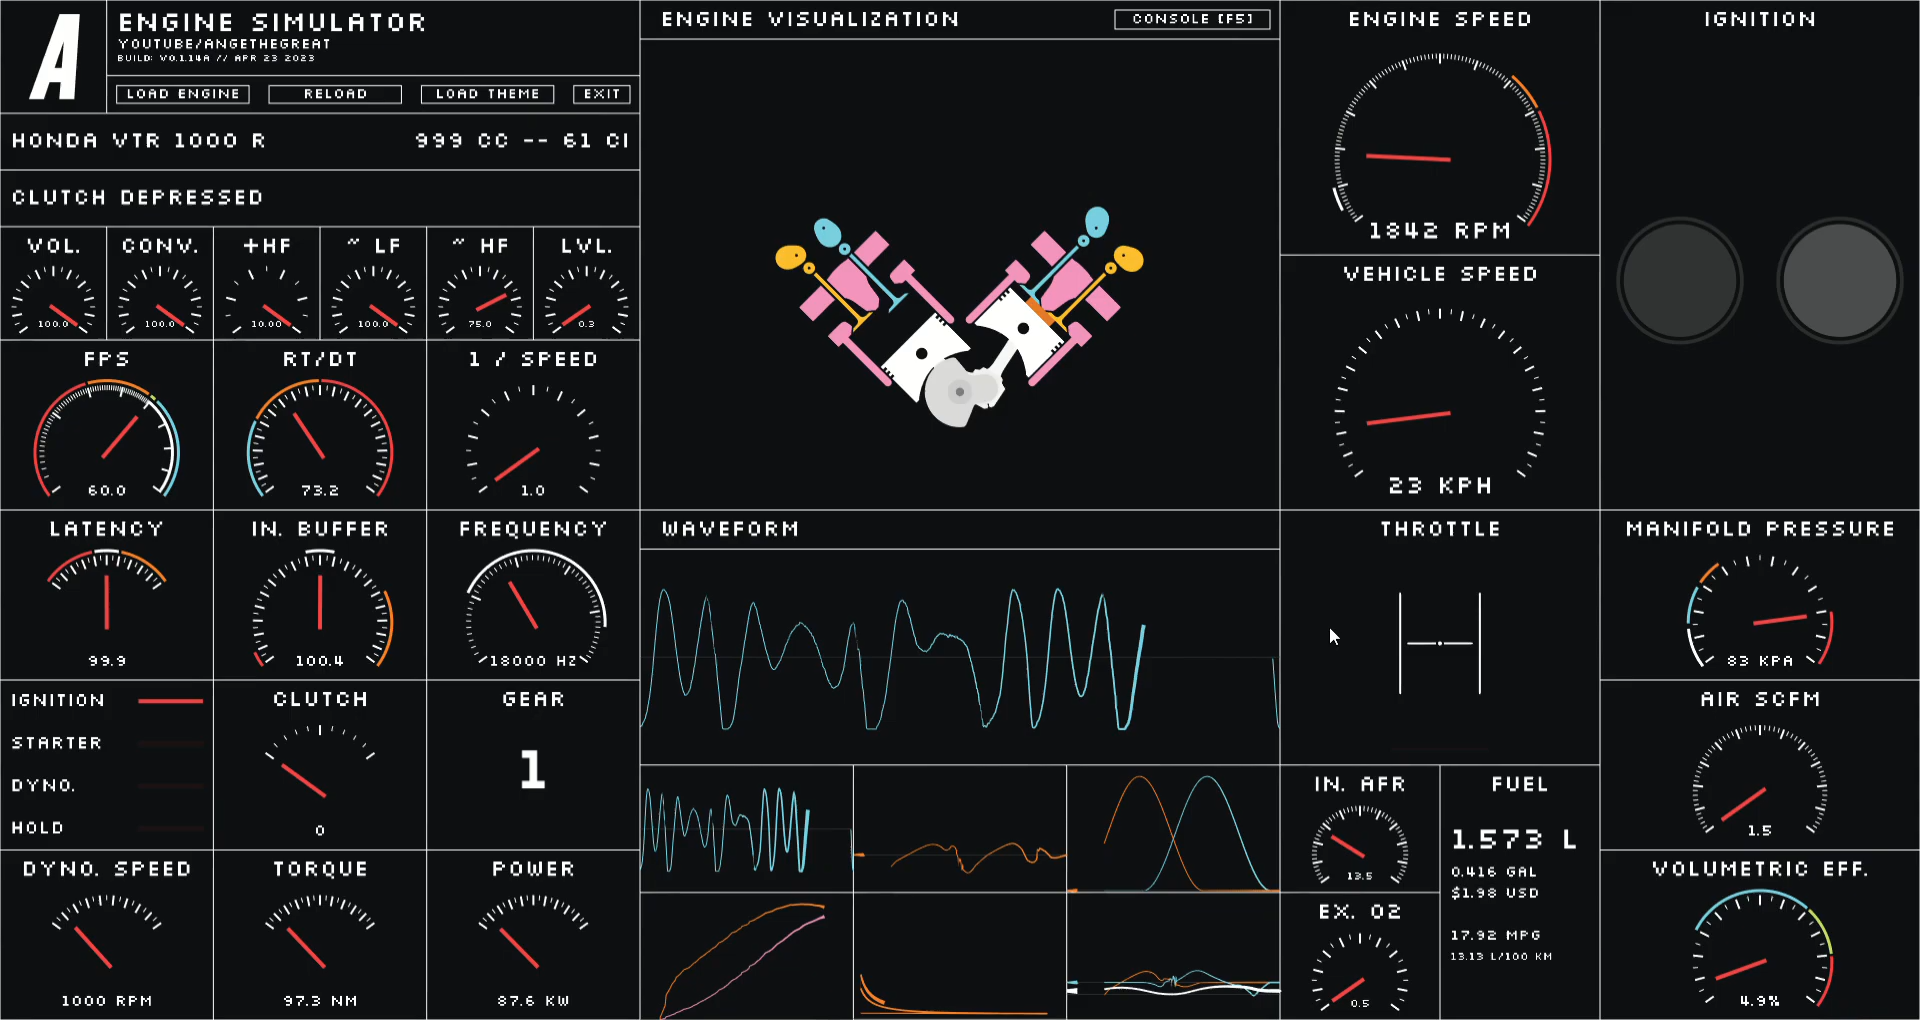 A
ENGINE SIMULATOR
YOUTUBE/ANGETHEGREAT
BUILD: V0.1.14A // APR 23 2023
LOAD ENGINE
RELOAD
LOAD THEME
EXIT
HONDA VTR 1000 R
999 CC -- 61 CI
CLUTCH DEPRESSED
VOL.
100.0
CONV.
100.0
+HF
10.00
~ LF
100.0
~ HF
75.0
LVL.
0.3
FPS
60.0
RT/DT
73.2
1 / SPEED
1.0
LATENCY
99.9
IN. BUFFER
100.4
FREQUENCY
18000 HZ
IGNITION
STARTER
DYNO.
HOLD
CLUTCH
0
GEAR
1
DYNO. SPEED
1000 RPM
TORQUE
97.3 NM
POWER
87.6 KW
ENGINE VISUALIZATION
CONSOLE [F5]
WAVEFORM
ENGINE SPEED
1842 RPM
VEHICLE SPEED
23 KPH
THROTTLE
IN. AFR
13.5
EX. O2
0.5
FUEL
1.573 L
0.416 GAL
$1.98 USD
17.92 MPG
13.13 L/100 KM
IGNITION
MANIFOLD PRESSURE
83 KPA
AIR SCFM
1.5
VOLUMETRIC EFF.
4.9%